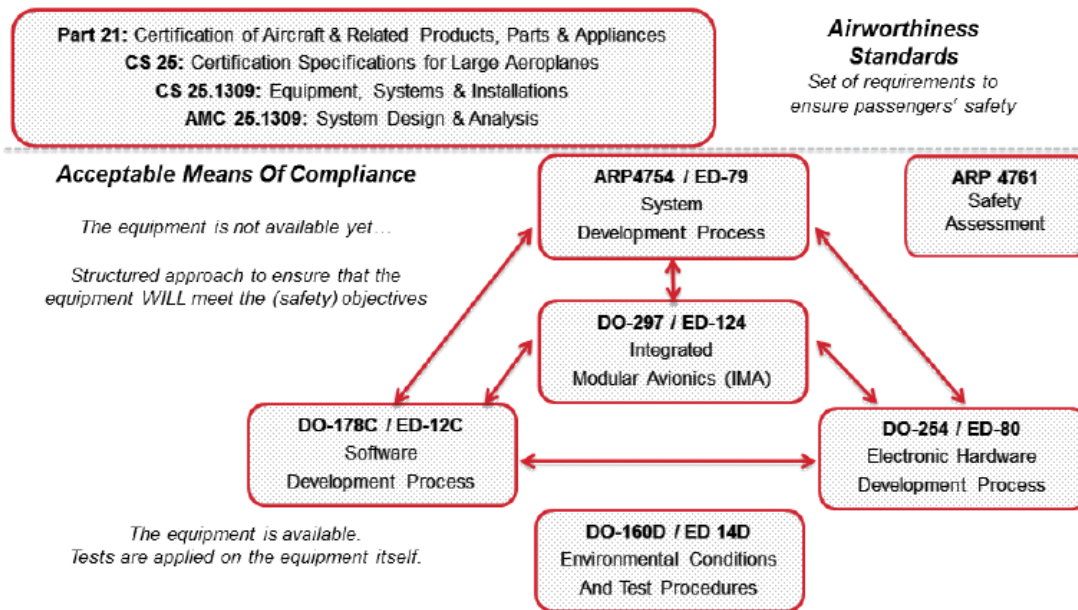 Part 21: Certification of Aircraft & Related Products, Parts & Appliances
CS 25: Certification Specifications for Large Aeroplanes
CS 25.1309: Equipment, Systems & Installations
AMC 25.1309: System Design & Analysis
Airworthiness
Standards
Set of requirements to
ensure passengers' safety
Acceptable Means Of Compliance
The equipment is not available yet…
Structured approach to ensure that the
equipment WILL meet the (safety) objectives
ARP4754 / ED-79
System
Development Process
ARP 4761
Safety
Assessment
DO-297 / ED-124
Integrated
Modular Avionics (IMA)
DO-178C / ED-12C
Software
Development Process
DO-254 / ED-80
Electronic Hardware
Development Process
The equipment is available.
Tests are applied on the equipment itself.
DO-160D / ED 14D
Environmental Conditions
And Test Procedures